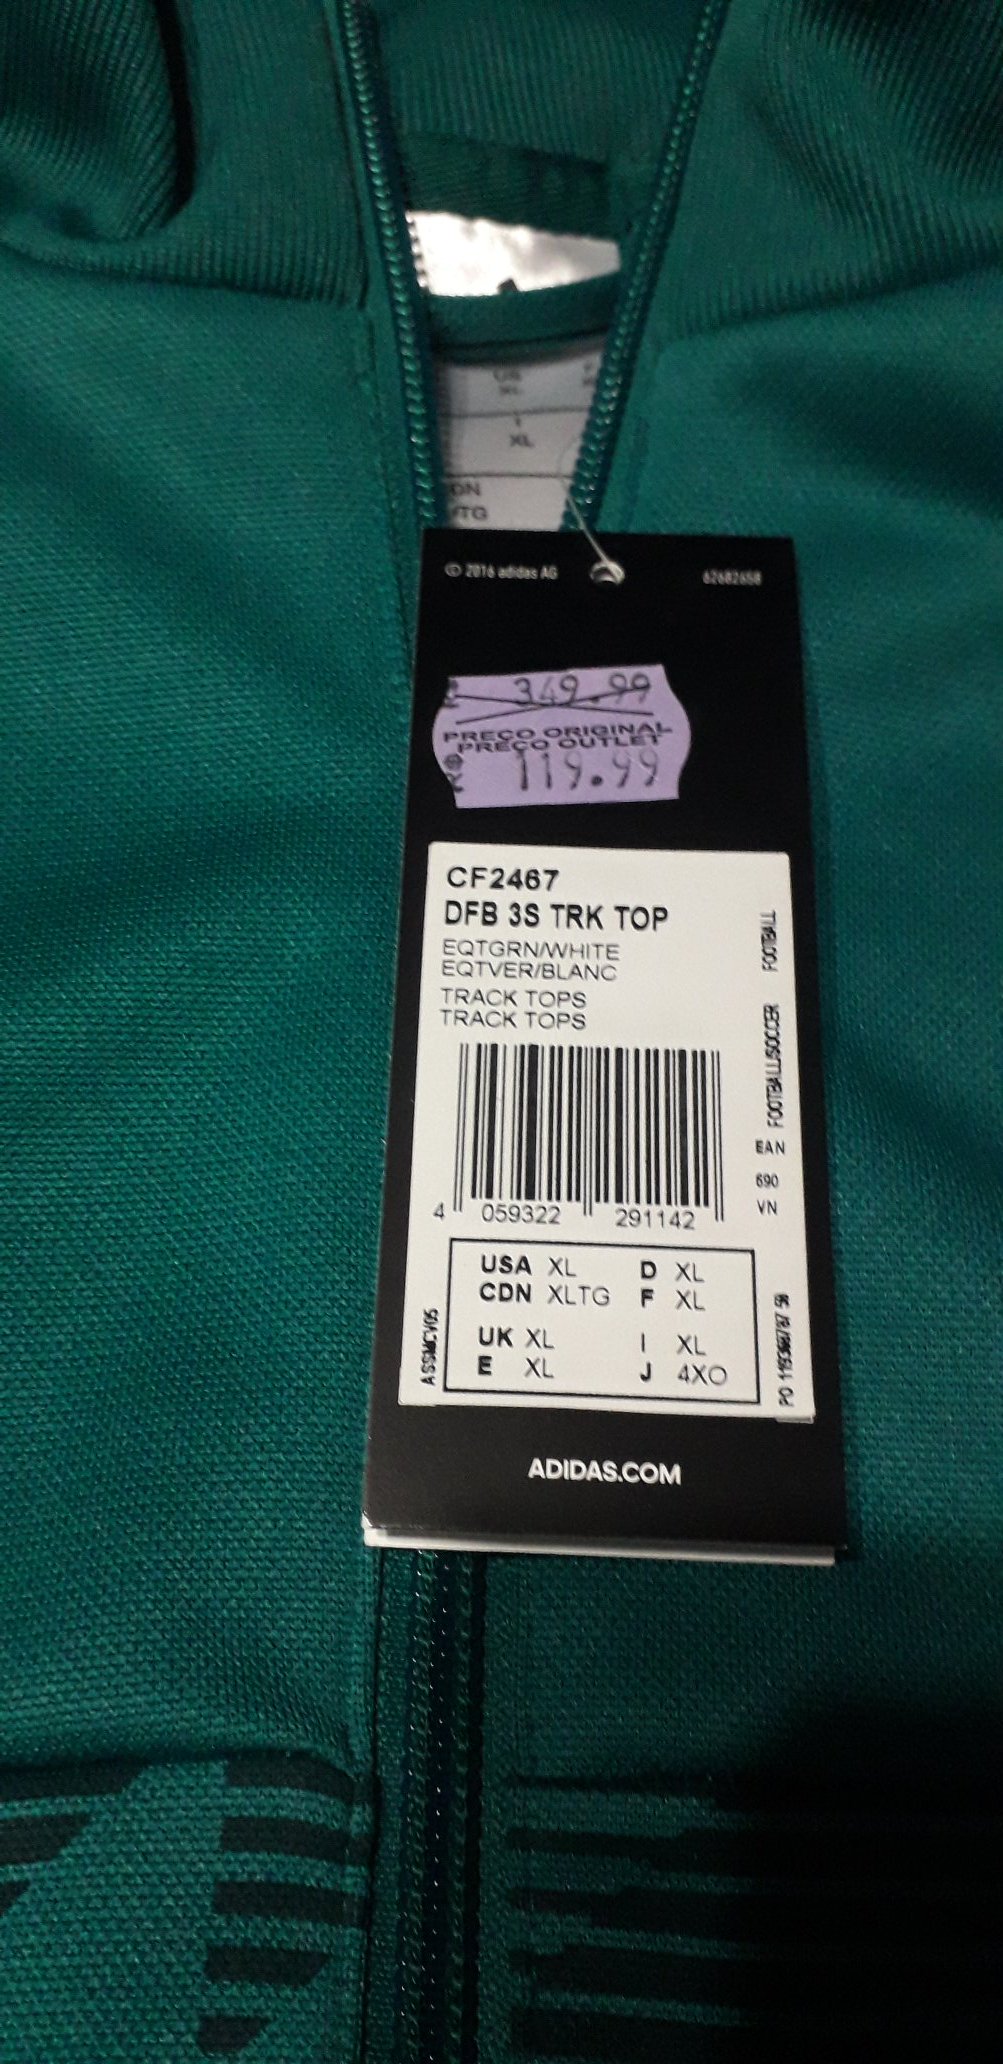 XL
XL
© 2016 adidas AG 62682658
R$ 349.99
PREÇO ORIGINAL
PREÇO OUTLET
R$ 119.99
CF2467
DFB 3S TRK TOP
EQTGRN/WHITE
EQTVER/BLANC
TRACK TOPS
TRACK TOPS
FOOTBALL/SOCCER FOOTBALL
EAN
690
VN
4 059322 291142
USA XL D XL
CDN XLTG F XL
UK XL I XL
E XL J 4XO
ADIDAS.COM